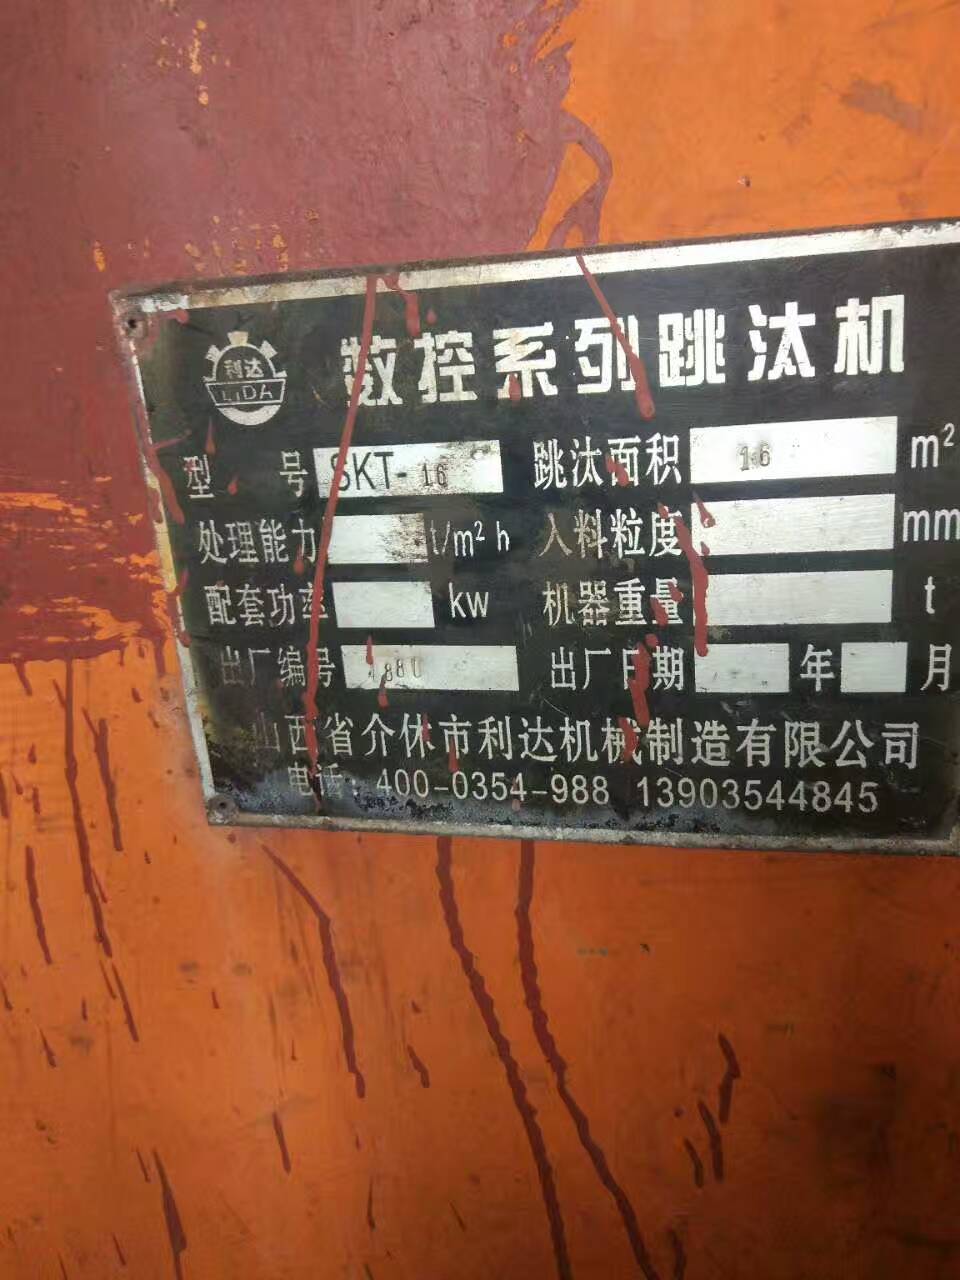 利达
LIDA
数控系列跳汰机
型 号 SKT-16 跳汰面积 16 m²
处理能力 t/m² h 入料粒度 mm
配套功率 kw 机器重量 t
出厂编号 出厂日期 年 月
山西省介休市利达机械制造有限公司
电话：400-0354-988 13903544845